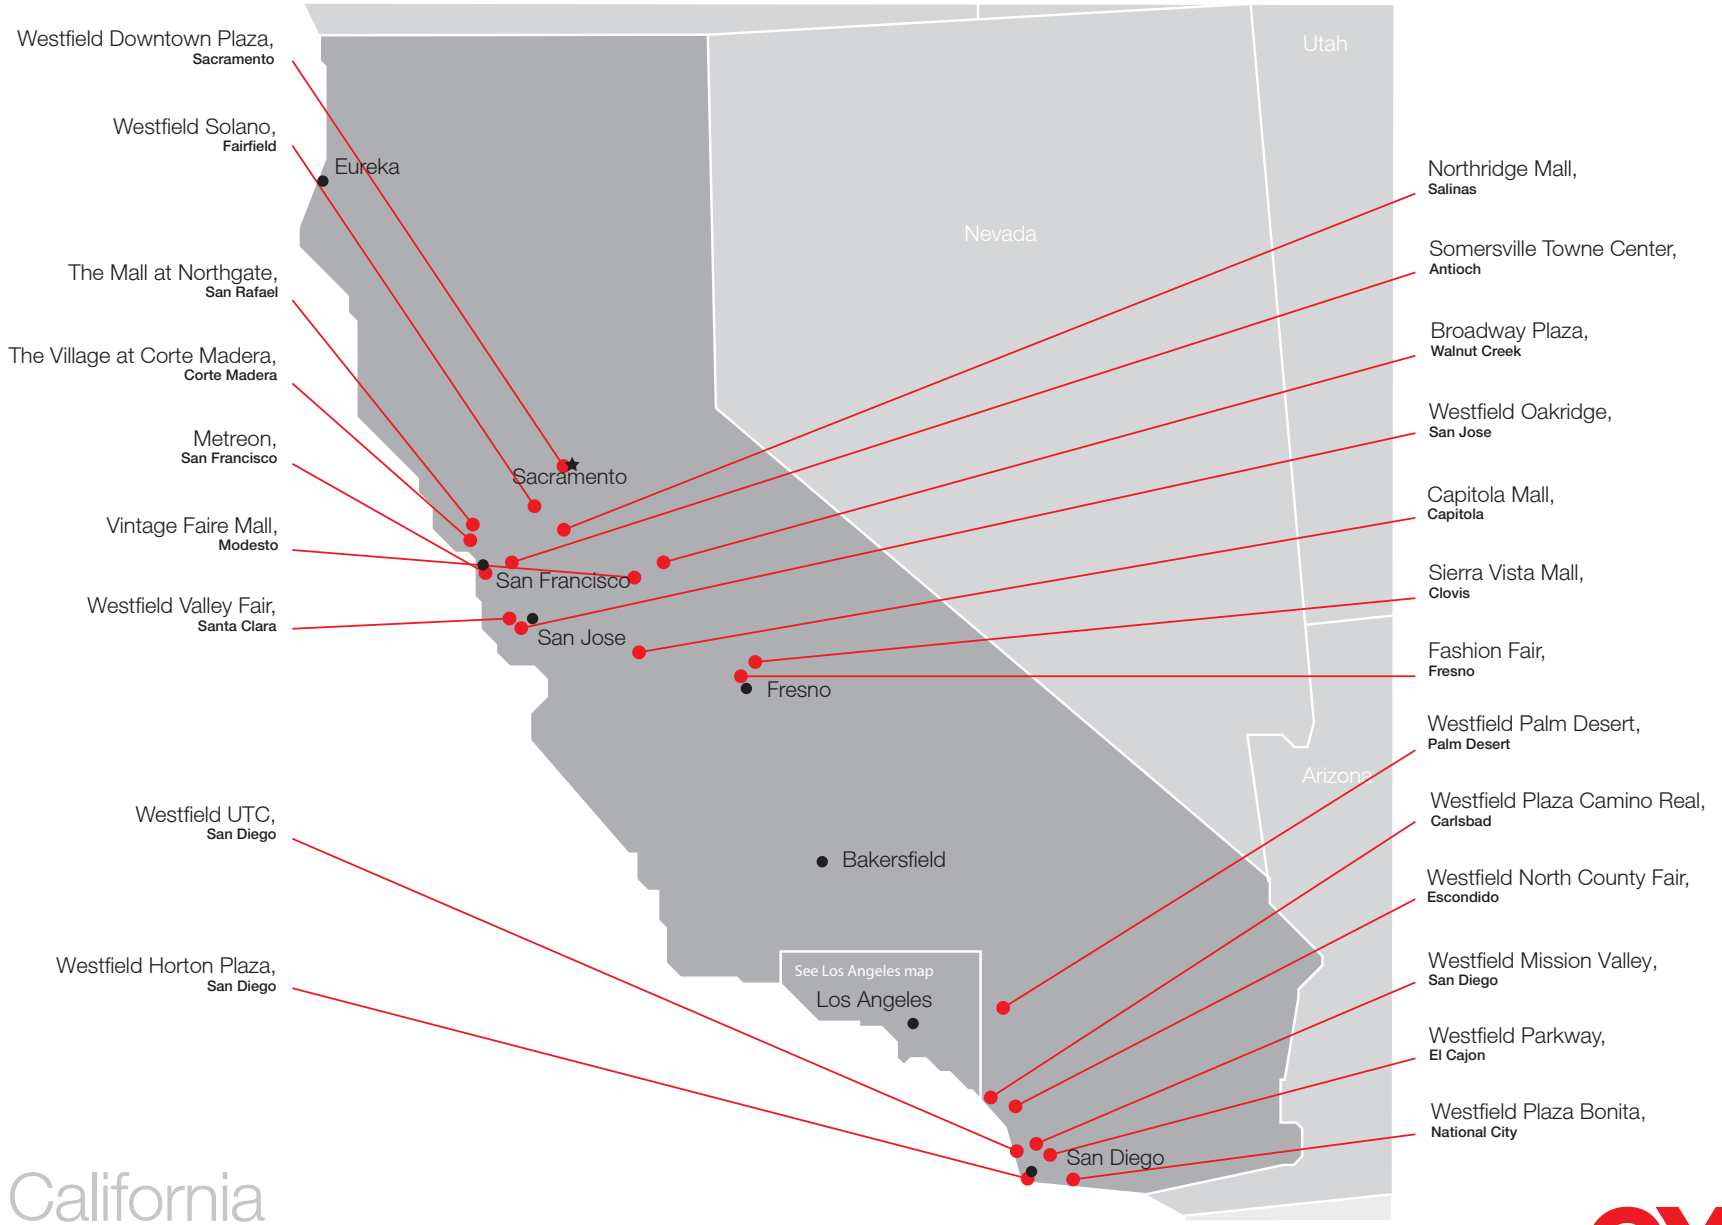 Westfield Downtown Plaza,
Sacramento
Westfield Solano,
Fairfield
The Mall at Northgate,
San Rafael
The Village at Corte Madera,
Corte Madera
Metreon,
San Francisco
Vintage Faire Mall,
Modesto
Westfield Valley Fair,
Santa Clara
Westfield UTC,
San Diego
Westfield Horton Plaza,
San Diego
Utah
Nevada
Arizona
Eureka
Sacramento
San Francisco
San Jose
Fresno
Bakersfield
See Los Angeles map
Los Angeles
San Diego
Northridge Mall,
Salinas
Somersville Towne Center,
Antioch
Broadway Plaza,
Walnut Creek
Westfield Oakridge,
San Jose
Capitola Mall,
Capitola
Sierra Vista Mall,
Clovis
Fashion Fair,
Fresno
Westfield Palm Desert,
Palm Desert
Westfield Plaza Camino Real,
Carlsbad
Westfield North County Fair,
Escondido
Westfield Mission Valley,
San Diego
Westfield Parkway,
El Cajon
Westfield Plaza Bonita,
National City
California